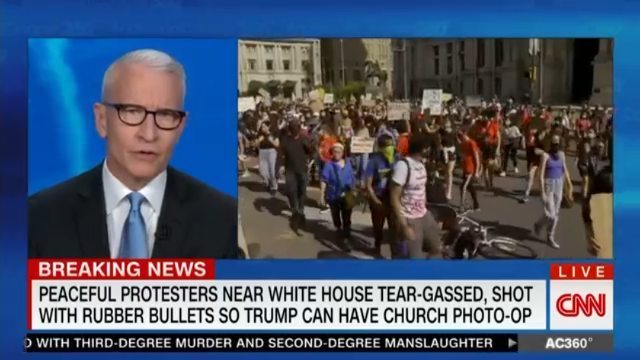 BREAKING NEWS
LIVE
PEACEFUL PROTESTERS NEAR WHITE HOUSE TEAR-GASSED, SHOT
WITH RUBBER BULLETS SO TRUMP CAN HAVE CHURCH PHOTO-OP
CNN
D WITH THIRD-DEGREE MURDER AND SECOND-DEGREE MANSLAUGHTER
AC360°